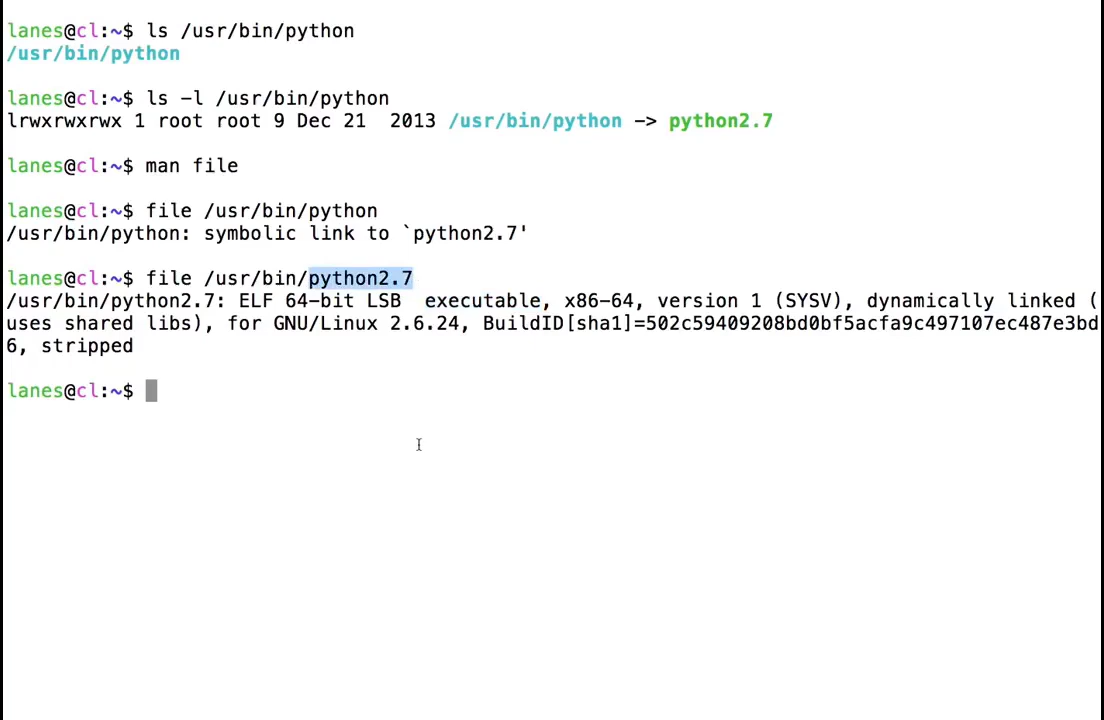 lanes@cl:~$ ls /usr/bin/python
/usr/bin/python
lanes@cl:~$ ls -l /usr/bin/python
lrwxrwxrwx 1 root root 9 Dec 21  2013 /usr/bin/python -> python2.7
lanes@cl:~$ man file
lanes@cl:~$ file /usr/bin/python
/usr/bin/python: symbolic link to `python2.7'
lanes@cl:~$ file /usr/bin/python2.7
/usr/bin/python2.7: ELF 64-bit LSB  executable, x86-64, version 1 (SYSV), dynamically linked (
uses shared libs), for GNU/Linux 2.6.24, BuildID[sha1]=502c59409208bd0bf5acfa9c497107ec487e3bd
6, stripped
lanes@cl:~$